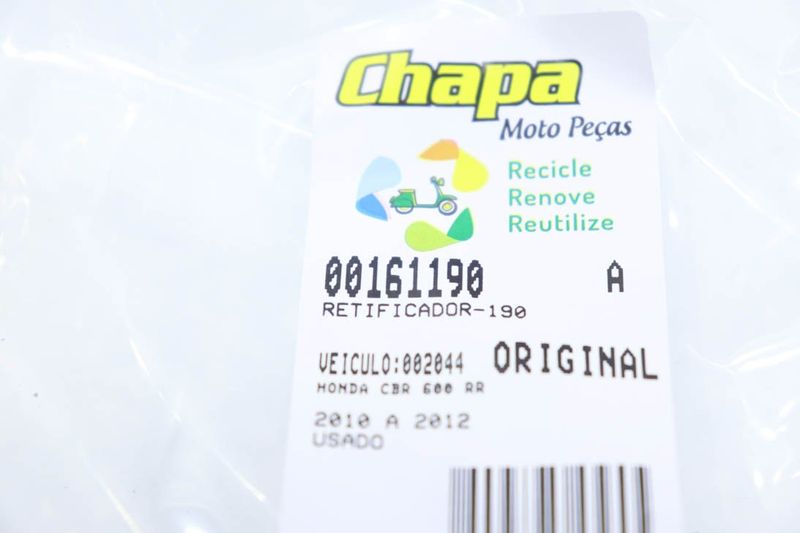 Chapa
Moto Peças
Recicle
Renove
Reutilize
00161190 A
RETIFICADOR-190
VEICULO:002044 ORIGINAL
HONDA CBR 600 RR
2010 A 2012
USADO